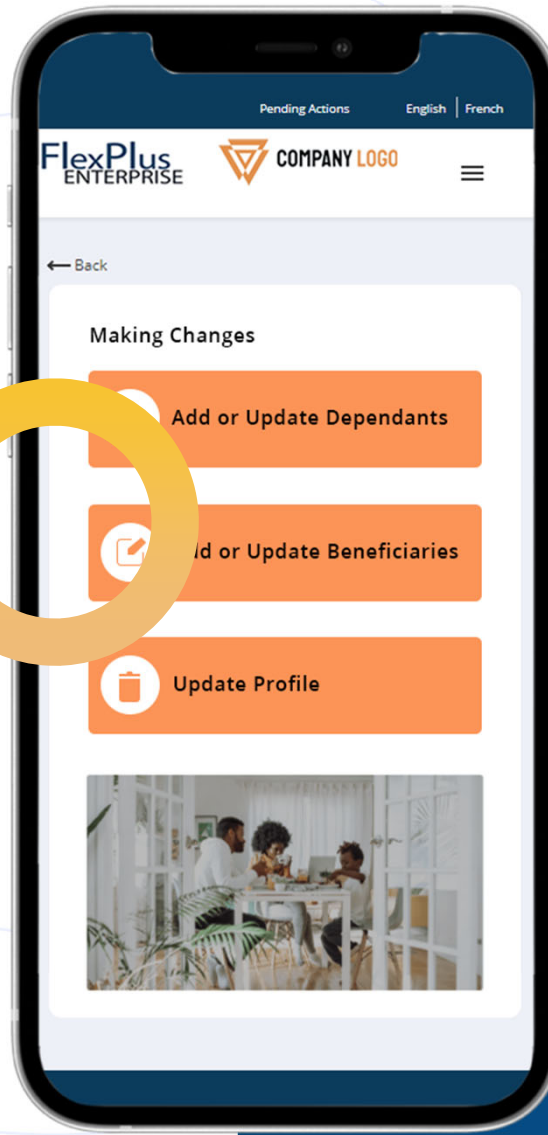 Pending Actions English | French
FlexPlus
ENTERPRISE
COMPANY LOGO
← Back
Making Changes
Add or Update Dependants
dd or Update Beneficiaries
Update Profile